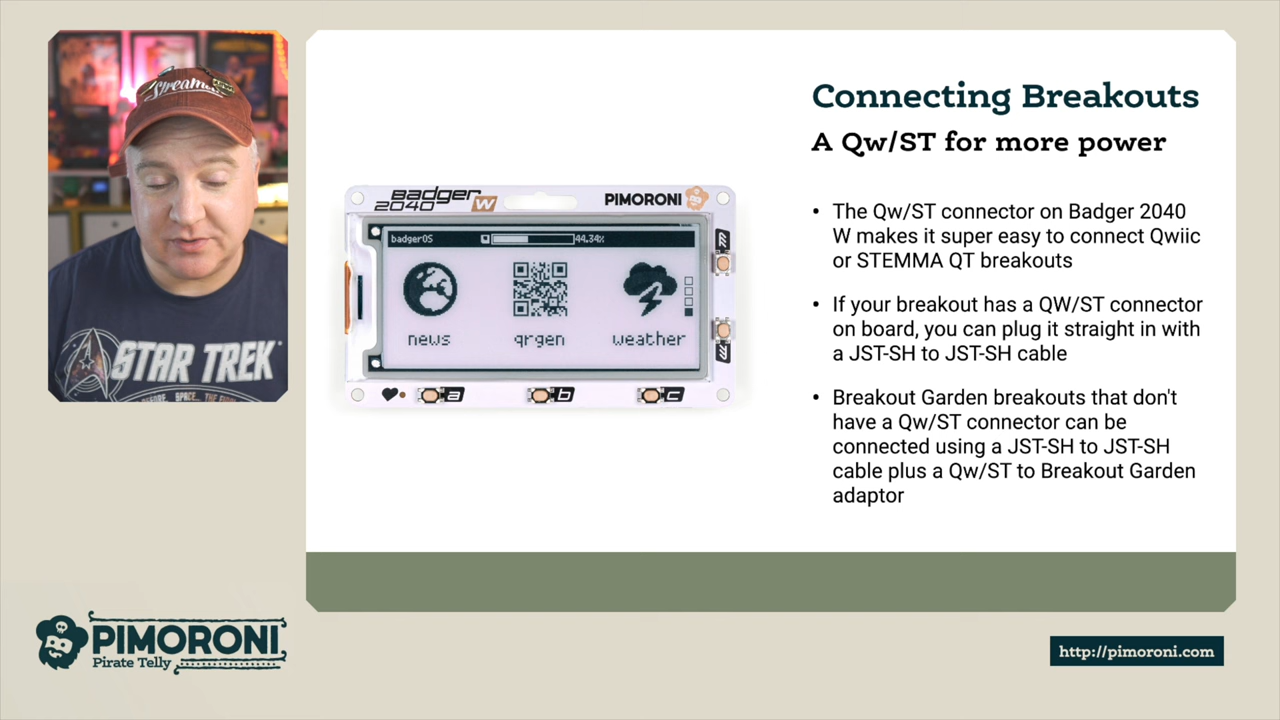 Streamer
STAR TREK
Connecting Breakouts
A Qw/ST for more power
badger
2040 W
PIMORONI
badgerOS
44.34%
news
qrgen
weather
a
b
c
• The Qw/ST connector on Badger 2040
W makes it super easy to connect Qwiic
or STEMMA QT breakouts
• If your breakout has a QW/ST connector
on board, you can plug it straight in with
a JST-SH to JST-SH cable
• Breakout Garden breakouts that don't
have a Qw/ST connector can be
connected using a JST-SH to JST-SH
cable plus a Qw/ST to Breakout Garden
adaptor
PIMORONI
Pirate Telly
http://pimoroni.com